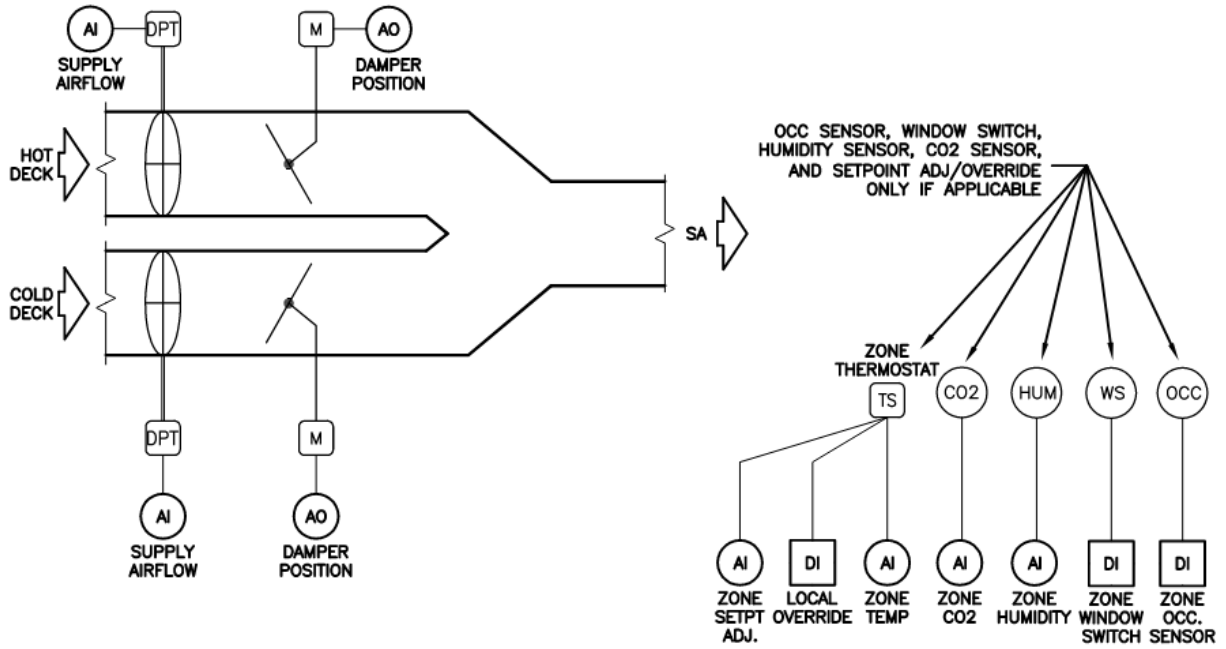 AI
DPT
M
AO
SUPPLY
AIRFLOW
DAMPER
POSITION
HOT
DECK
COLD
DECK
SA
DPT
M
AI
AO
SUPPLY
AIRFLOW
DAMPER
POSITION
OCC SENSOR, WINDOW SWITCH,
HUMIDITY SENSOR, CO2 SENSOR,
AND SETPOINT ADJ/OVERRIDE
ONLY IF APPLICABLE
ZONE
THERMOSTAT
TS
CO2
HUM
WS
OCC
AI
DI
AI
AI
AI
DI
DI
ZONE
SETPT
ADJ.
LOCAL
OVERRIDE
ZONE
TEMP
ZONE
CO2
ZONE
HUMIDITY
ZONE
WINDOW
SWITCH
ZONE
OCC.
SENSOR